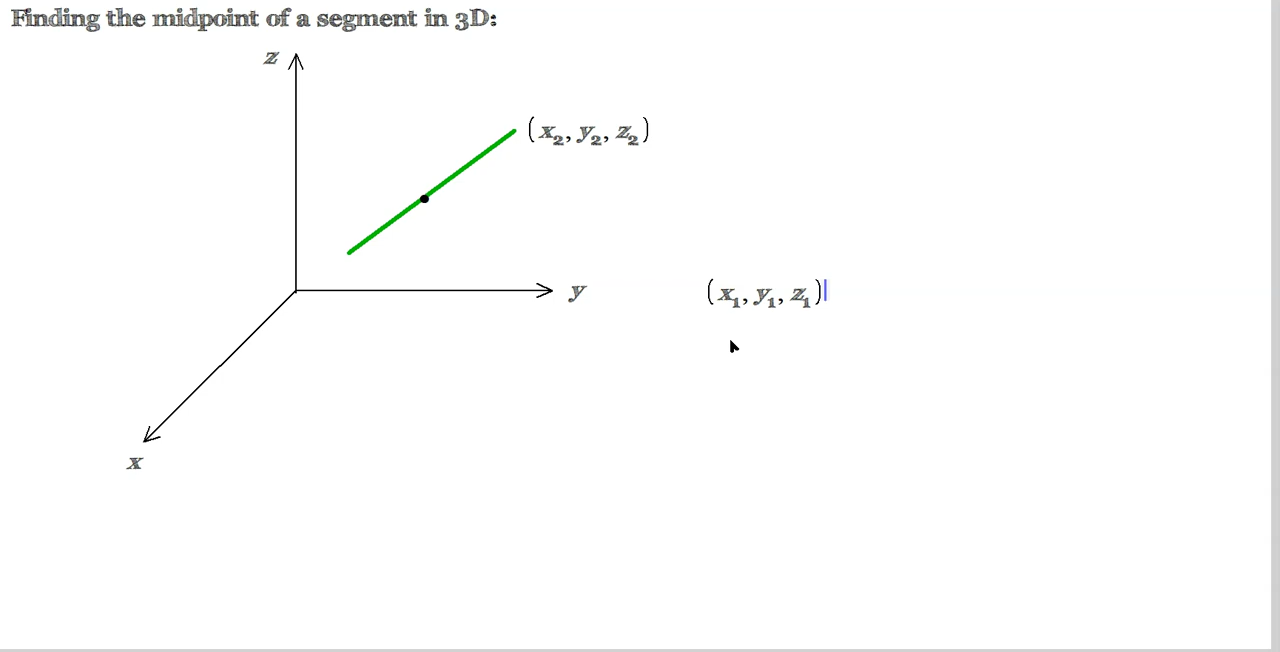 Finding the midpoint of a segment in 3D:
z
(x₂, y₂, z₂)
y
(x₁, y₁, z₁)
x